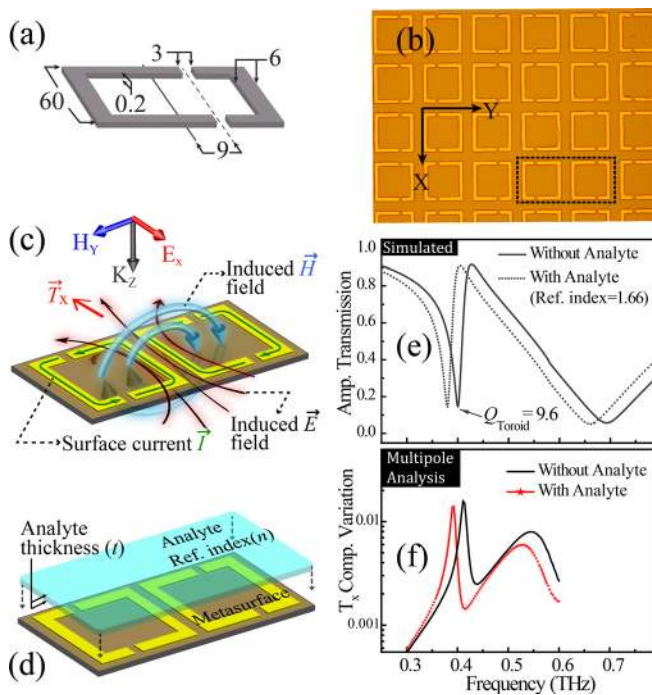 (a)
3
6
60
0.2
9
(b)
Y
X
(c)
H_Y
E_x
K_Z
T⃗_x
Induced H⃗
field
Induced E⃗
field
Surface current I⃗
Analyte
thickness (t)
Analyte
Ref. index(n)
Metasurface
(d)
Simulated
Without Analyte
With Analyte
(Ref. index=1.66)
(e)
Q_Toroid = 9.6
Amp. Transmission
1.0
0.8
0.6
0.4
0.2
0.0
Multipole
Analysis
Without Analyte
With Analyte
(f)
T_x Comp. Variation
0.01
0.001
0.3 0.4 0.5 0.6 0.7
Frequency (THz)